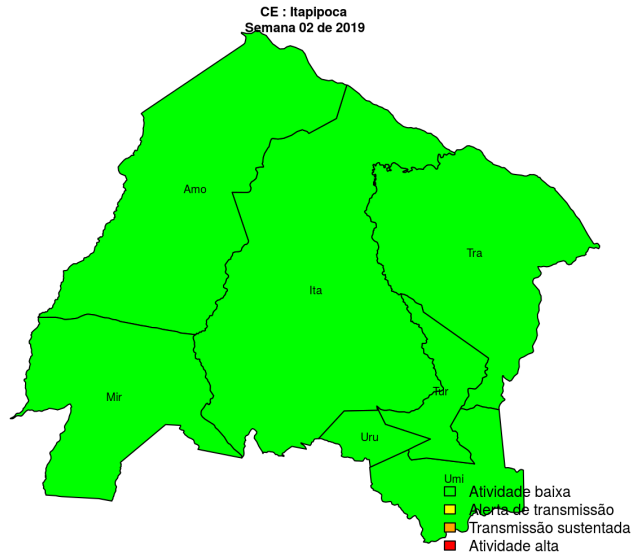 CE : Itapipoca
Semana 02 de 2019
Amo
Tra
Ita
Tur
Mir
Uru
Umi
Atividade baixa
Alerta de transmissão
Transmissão sustentada
Atividade alta